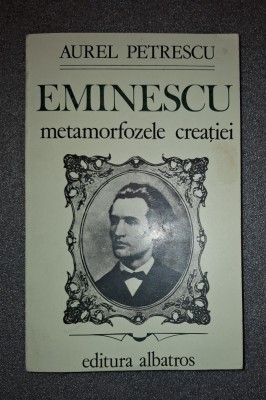 AUREL PETRESCU
EMINESCU
metamorfozele creației
editura albatros